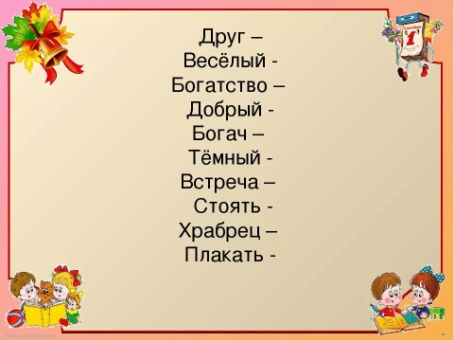 Друг –
Весёлый -
Богатство –
Добрый -
Богач –
Тёмный -
Встреча –
Стоять -
Храбрец –
Плакать -